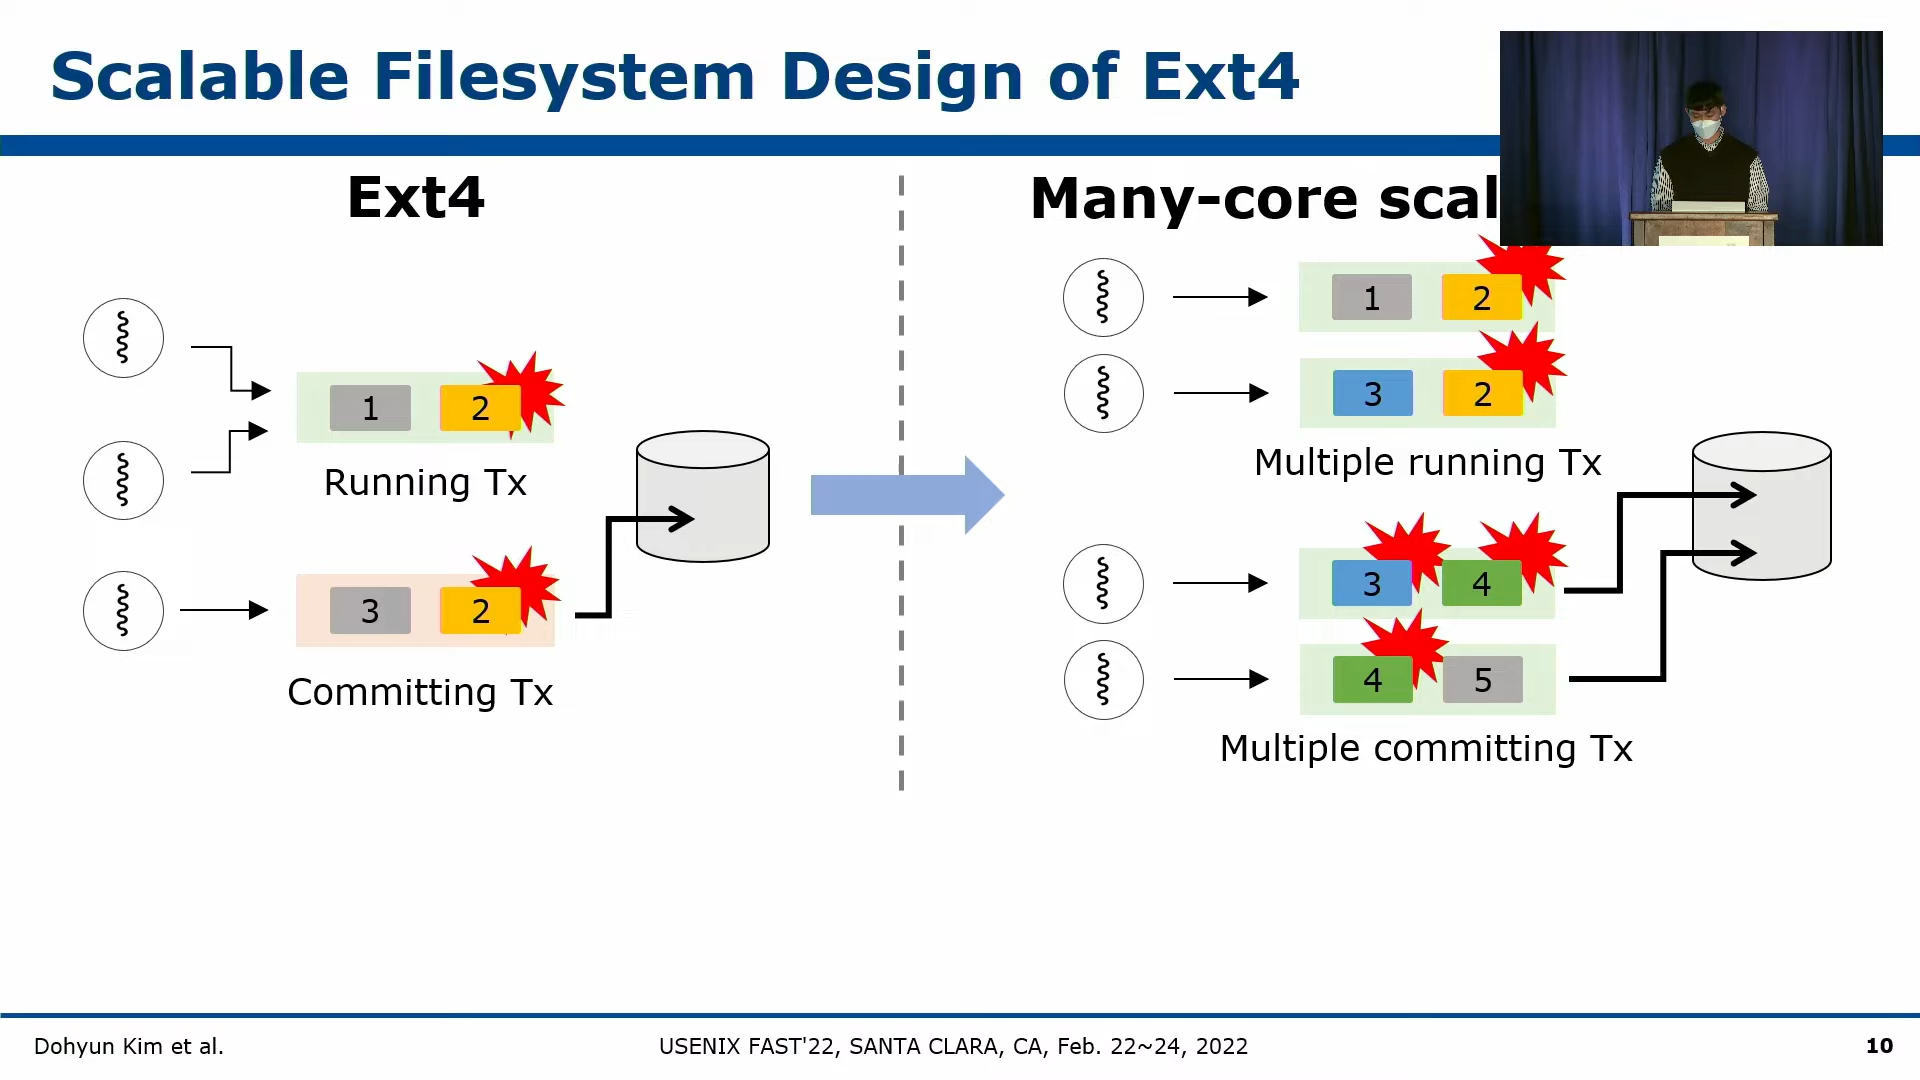 Scalable Filesystem Design of Ext4
Ext4
1 2
Running Tx
3 2
Committing Tx
Many-core scal
1 2
3 2
Multiple running Tx
3 4
4 5
Multiple committing Tx
Dohyun Kim et al.
USENIX FAST'22, SANTA CLARA, CA, Feb. 22~24, 2022
10